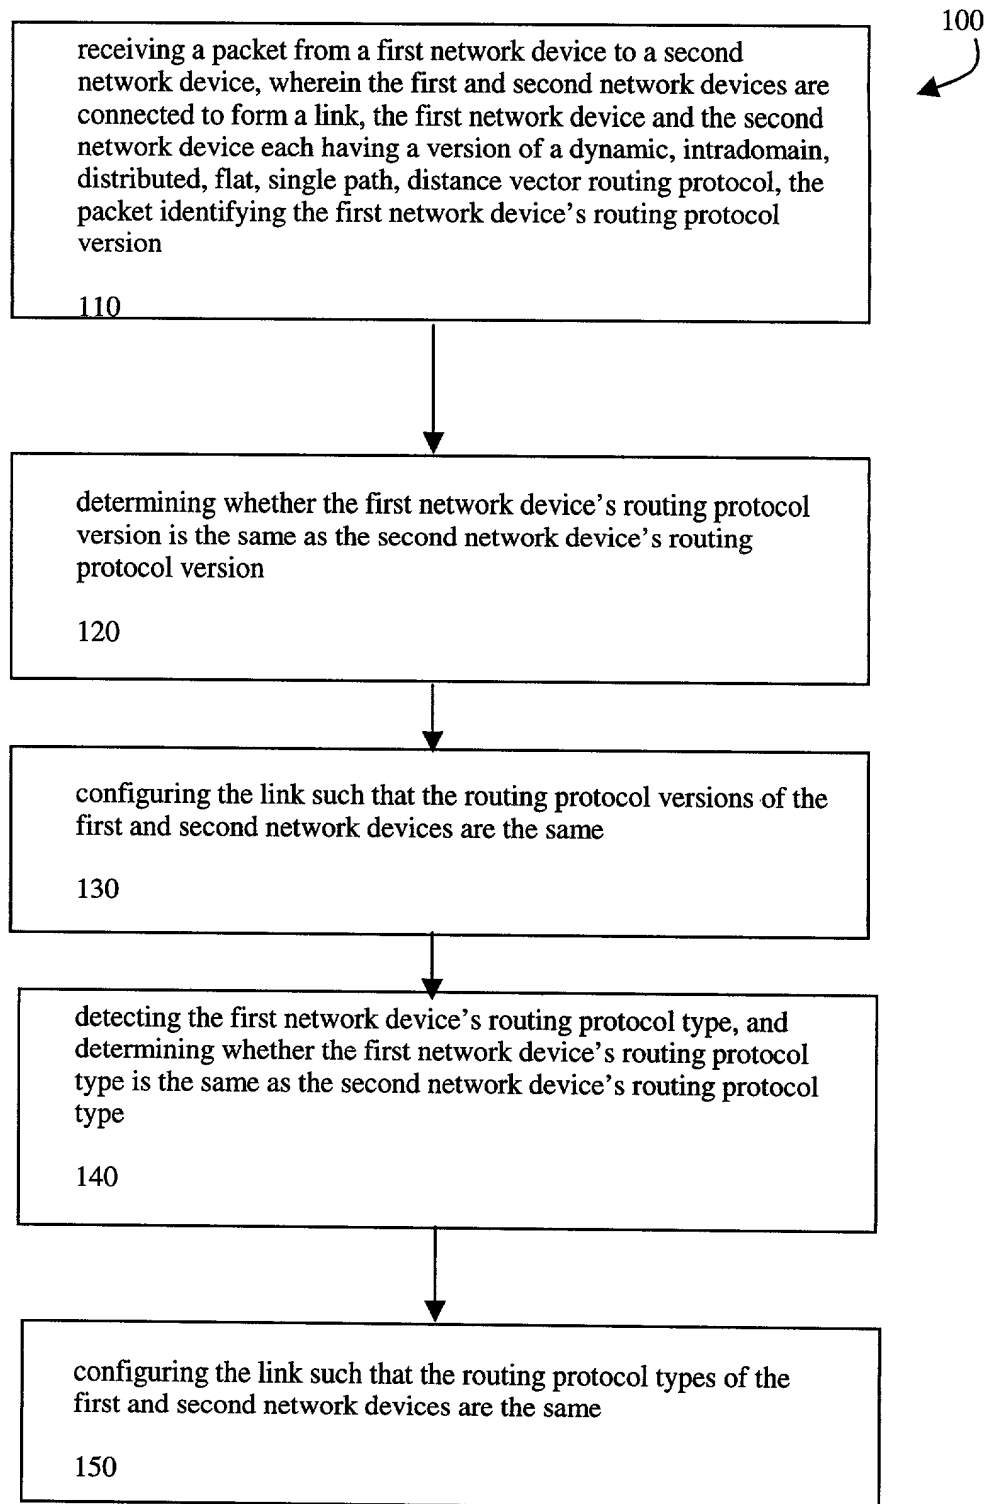 100
receiving a packet from a first network device to a second
network device, wherein the first and second network devices are
connected to form a link, the first network device and the second
network device each having a version of a dynamic, intradomain,
distributed, flat, single path, distance vector routing protocol, the
packet identifying the first network device's routing protocol
version
110
determining whether the first network device's routing protocol
version is the same as the second network device's routing
protocol version
120
configuring the link such that the routing protocol versions of the
first and second network devices are the same
130
detecting the first network device's routing protocol type, and
determining whether the first network device's routing protocol
type is the same as the second network device's routing protocol
type
140
configuring the link such that the routing protocol types of the
first and second network devices are the same
150